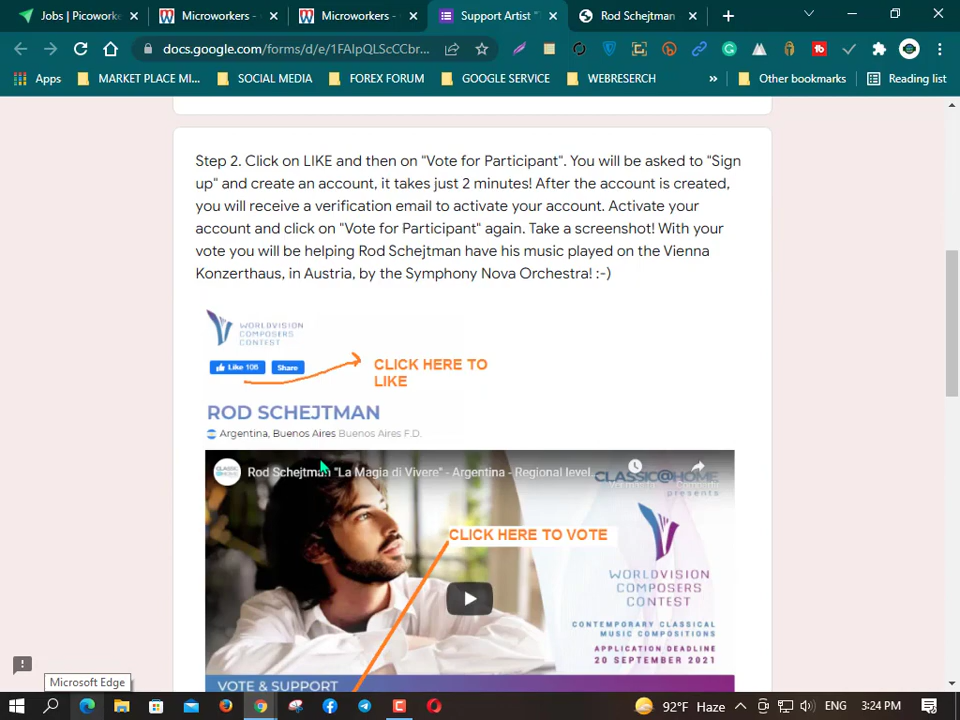 Jobs | Picowork
Microworkers -
Microworkers -
Support Artist "
Rod Schejtman
docs.google.com/forms/d/e/1FAIpQLScCCbr...
Apps
MARKET PLACE MI...
SOCIAL MEDIA
FOREX FORUM
GOOGLE SERVICE
WEBRESERCH
»
Other bookmarks
Reading list
Step 2. Click on LIKE and then on "Vote for Participant". You will be asked to "Sign
up" and create an account, it takes just 2 minutes! After the account is created,
you will receive a verification email to activate your account. Activate your
account and click on "Vote for Participant" again. Take a screenshot! With your
vote you will be helping Rod Schejtman have his music played on the Vienna
Konzerthaus, in Austria, by the Symphony Nova Orchestra! :-)
WORLDVISION
COMPOSERS
CONTEST
Like 106
Share
CLICK HERE TO
LIKE
ROD SCHEJTMAN
Argentina, Buenos Aires Buenos Aires F.D.
CLASSIC
@HOME
Rod Schejtman "La Magia di Vivere" - Argentina - Regional level
CLASSIC@HOME
presents
CLICK HERE TO VOTE
WORLDVISION
COMPOSERS
CONTEST
CONTEMPORARY CLASSICAL
MUSIC COMPOSITIONS
APPLICATION DEADLINE
20 SEPTEMBER 2021
VOTE & SUPPORT
Microsoft Edge
92°F Haze
ENG
3:24 PM